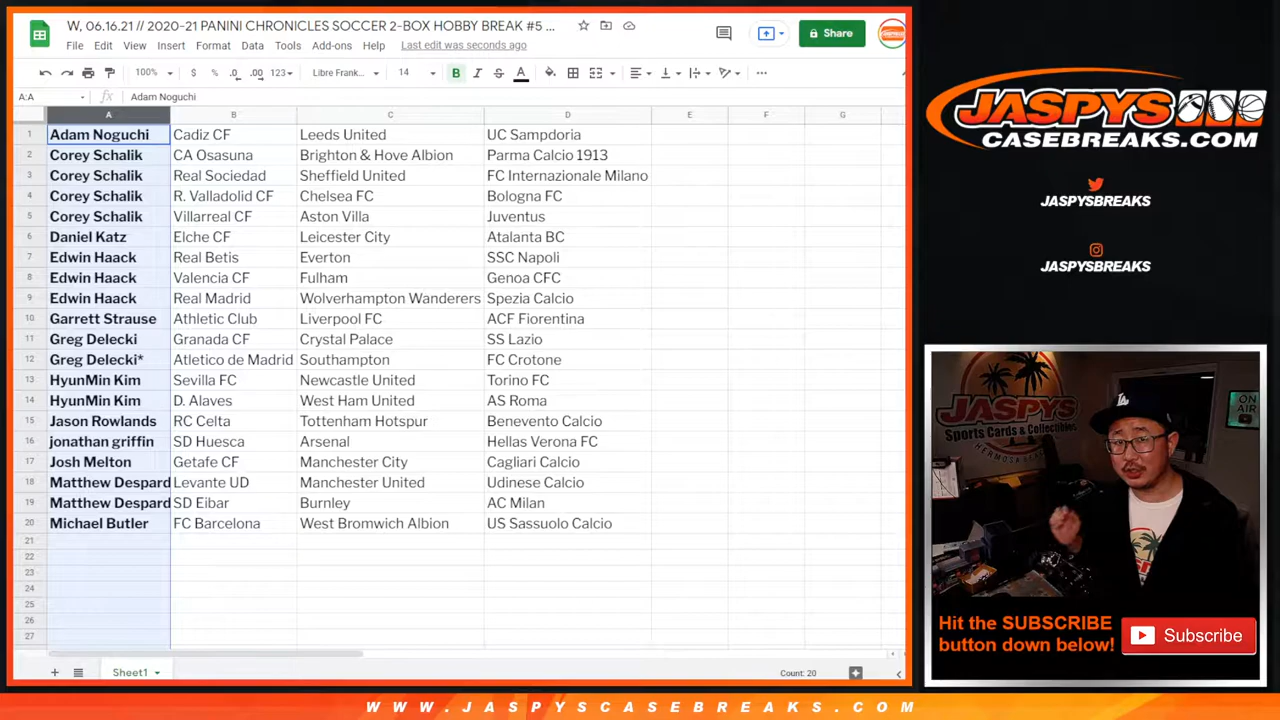 W, 06.16.21 // 2020-21 PANINI CHRONICLES SOCCER 2-BOX HOBBY BREAK #5 ...
File Edit View Insert Format Data Tools Add-ons Help Last edit was seconds ago
Share
100% $ % .0 .00 123 Libre Frank... 14 B I S A
A:A fx Adam Noguchi
A B C D E F G
1 Adam Noguchi Cadiz CF Leeds United UC Sampdoria
2 Corey Schalik CA Osasuna Brighton & Hove Albion Parma Calcio 1913
3 Corey Schalik Real Sociedad Sheffield United FC Internazionale Milano
4 Corey Schalik R. Valladolid CF Chelsea FC Bologna FC
5 Corey Schalik Villarreal CF Aston Villa Juventus
6 Daniel Katz Elche CF Leicester City Atalanta BC
7 Edwin Haack Real Betis Everton SSC Napoli
8 Edwin Haack Valencia CF Fulham Genoa CFC
9 Edwin Haack Real Madrid Wolverhampton Wanderers Spezia Calcio
10 Garrett Strause Athletic Club Liverpool FC ACF Fiorentina
11 Greg Delecki Granada CF Crystal Palace SS Lazio
12 Greg Delecki* Atletico de Madrid Southampton FC Crotone
13 HyunMin Kim Sevilla FC Newcastle United Torino FC
14 HyunMin Kim D. Alaves West Ham United AS Roma
15 Jason Rowlands RC Celta Tottenham Hotspur Benevento Calcio
16 jonathan griffin SD Huesca Arsenal Hellas Verona FC
17 Josh Melton Getafe CF Manchester City Cagliari Calcio
18 Matthew Despard Levante UD Manchester United Udinese Calcio
19 Matthew Despard SD Eibar Burnley AC Milan
20 Michael Butler FC Barcelona West Bromwich Albion US Sassuolo Calcio
21
22
23
24
25
26
27
Sheet1
Count: 20
JASPYS
CASEBREAKS.COM
JASPYSBREAKS
JASPYSBREAKS
JASPYS
Sports Cards & Collectibles
HERMOSA BEACH
ON
AIR
LA
Hit the SUBSCRIBE
button down below!
Subscribe
WWW.JASPYSCASEBREAKS.COM